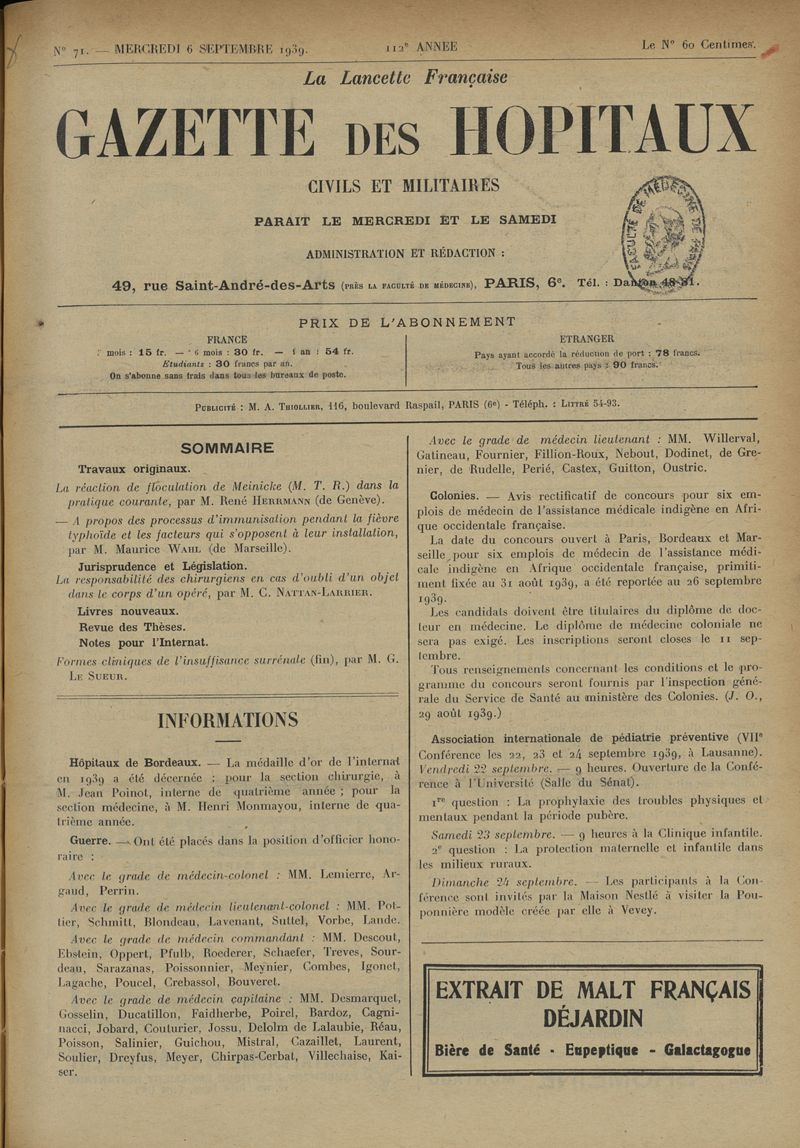 N° 71. — MERCREDI 6 SEPTEMBRE 1939.
112e ANNEE
Le N° 60 Centimes.
La Lancette Française
GAZETTE DES HOPITAUX
CIVILS ET MILITAIRES
PARAIT LE MERCREDI ET LE SAMEDI
ADMINISTRATION ET RÉDACTION :
49, rue Saint-André-des-Arts (PRÈS LA FACULTÉ DE MÉDECINE), PARIS, 6e. Tél. : Danton 48-31.
FACULTÉ DE MÉDECINE DE PARIS
PRIX DE L'ABONNEMENT
FRANCE
mois : 15 fr. — 6 mois : 30 fr. — 1 an : 54 fr.
Étudiants : 30 francs par an.
On s'abonne sans frais dans tous les bureaux de poste.
ETRANGER
Pays ayant accordé la réduction de port : 78 francs.
Tous les autres pays : 90 francs.
PUBLICITÉ : M. A. THIOLLIER, 116, boulevard Raspail, PARIS (6e) - Téléph. : LITTRÉ 54-93.
SOMMAIRE
Travaux originaux.
La réaction de floculation de Meinicke (M. T. R.) dans la
pratique courante, par M. René HERRMANN (de Genève).
— A propos des processus d'immunisation pendant la fièvre
typhoïde et les facteurs qui s'opposent à leur installation,
par M. Maurice WAHL (de Marseille).
Jurisprudence et Législation.
La responsabilité des chirurgiens en cas d'oubli d'un objet
dans le corps d'un opéré, par M. C. NATTAN-LARRIER.
Livres nouveaux.
Revue des Thèses.
Notes pour l'Internat.
Formes cliniques de l'insuffisance surrénale (fin), par M. G.
LE SUEUR.
INFORMATIONS
Hôpitaux de Bordeaux. — La médaille d'or de l'internat
en 1939 a été décernée : pour la section chirurgie, à
M. Jean Poinot, interne de quatrième année ; pour la
section médecine, à M. Henri Monmayou, interne de qua-
trième année.
Guerre. — Ont été placés dans la position d'officier hono-
raire :
Avec le grade de médecin-colonel : MM. Lemierre, Ar-
gaud, Perrin.
Avec le grade de médecin lieutenant-colonel : MM. Pot-
tier, Schmitt, Blondeau, Lavenant, Suttel, Vorbe, Lande.
Avec le grade de médecin commandant : MM. Descout,
Ebstein, Oppert, Pfulb, Rœderer, Schaefer, Treves, Sour-
deau, Sarazanas, Poissonnier, Meynier, Combes, Igonet,
Lagache, Poucel, Crebassol, Bouveret.
Avec le grade de médecin capitaine : MM. Desmarquet,
Gosselin, Ducatillon, Faidherbe, Poirel, Bardoz, Cagni-
nacci, Jobard, Couturier, Jossu, Delolm de Lalaubie, Réau,
Poisson, Salinier, Guichou, Mistral, Cazaillet, Laurent,
Soulier, Dreyfus, Meyer, Chirpas-Cerbat, Villechaise, Kai-
ser.
Avec le grade de médecin lieutenant : MM. Willerval,
Gatineau, Fournier, Fillion-Roux, Nebout, Dodinet, de Gre-
nier, de Rudelle, Perié, Castex, Guitton, Oustric.
Colonies. — Avis rectificatif de concours pour six em-
plois de médecin de l'assistance médicale indigène en Afri-
que occidentale française.
La date du concours ouvert à Paris, Bordeaux et Mar-
seille pour six emplois de médecin de l'assistance médi-
cale indigène en Afrique occidentale française, primiti-
ment fixée au 31 août 1939, a été reportée au 26 septembre
1939.
Les candidats doivent être titulaires du diplôme de doc-
teur en médecine. Le diplôme de médecine coloniale ne
sera pas exigé. Les inscriptions seront closes le 11 sep-
tembre.
Tous renseignements concernant les conditions et le pro-
gramme du concours seront fournis par l'inspection géné-
rale du Service de Santé au ministère des Colonies. (J. O.,
29 août 1939.)
Association internationale de pédiatrie préventive (VIIe
Conférence les 22, 23 et 24 septembre 1939, à Lausanne).
Vendredi 22 septembre. — 9 heures. Ouverture de la Confé-
rence à l'Université (Salle du Sénat).
1re question : La prophylaxie des troubles physiques et
mentaux pendant la période pubère.
Samedi 23 septembre. — 9 heures à la Clinique infantile.
2e question : La protection maternelle et infantile dans
les milieux ruraux.
Dimanche 24 septembre. — Les participants à la Con-
férence sont invités par la Maison Nestlé à visiter la Pou-
ponnière modèle créée par elle à Vevey.
EXTRAIT DE MALT FRANÇAIS
DÉJARDIN
Bière de Santé - Eupeptique - Galactagogue